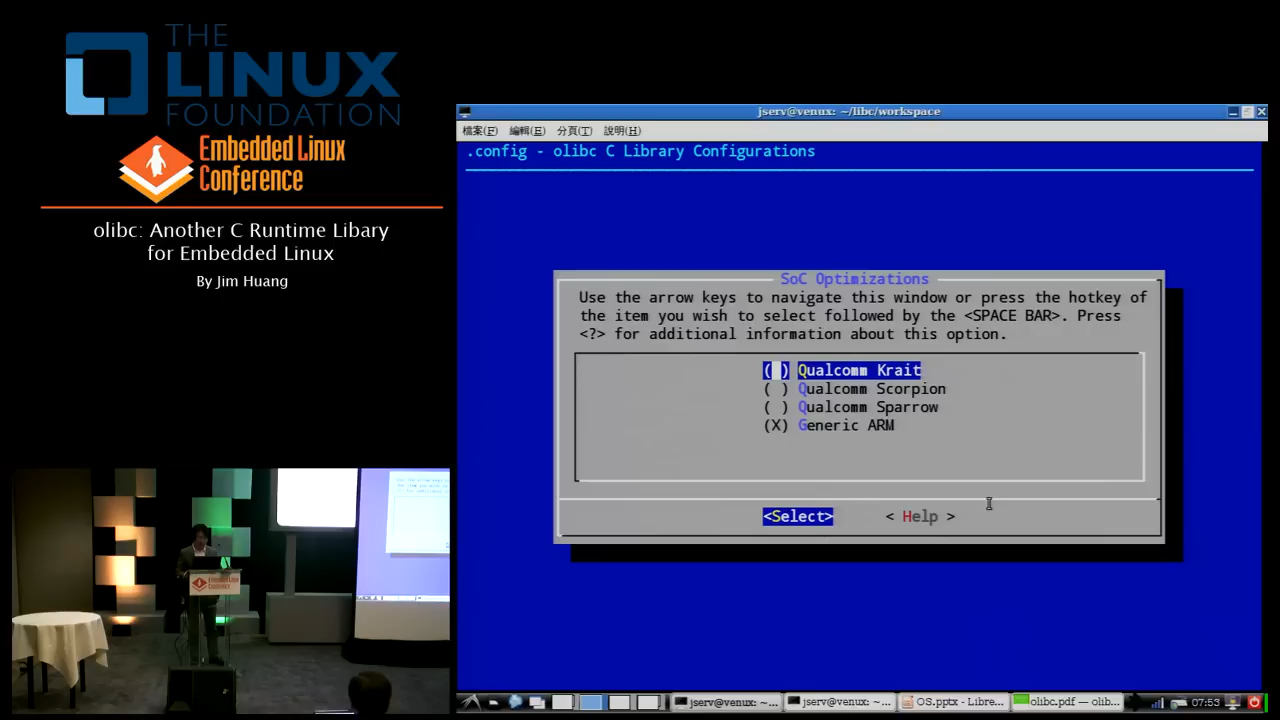 THE
LINUX
FOUNDATION
Embedded Linux
Conference
olibc: Another C Runtime Libary
for Embedded Linux
By Jim Huang
jserv@venux: ~/libc/workspace
檔案(F) 編輯(E) 分頁(T) 說明(H)
.config - olibc C Library Configurations
SoC Optimizations
Use the arrow keys to navigate this window or press the hotkey of
the item you wish to select followed by the <SPACE BAR>. Press
<?> for additional information about this option.
( ) Qualcomm Krait
( ) Qualcomm Scorpion
( ) Qualcomm Sparrow
(X) Generic ARM
<Select> < Help >
jserv@venux: ~... jserv@venux: ~... OS.pptx - Libre... olibc.pdf — olib... 07:53
Embedded Linux
Conference